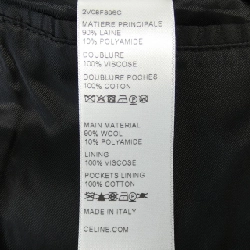 MATIERE PRINCIPALE
90% LAINE
10% POLYAMIDE
DOUBLURE
100% VISCOSE
DOUBLURE POCHES
100% COTON
MAIN MATERIAL
90% WOOL
10% POLYAMIDE
LINING
100% VISCOSE
POCKETS LINING
100% COTTON
MADE IN ITALY
CELINE.COM